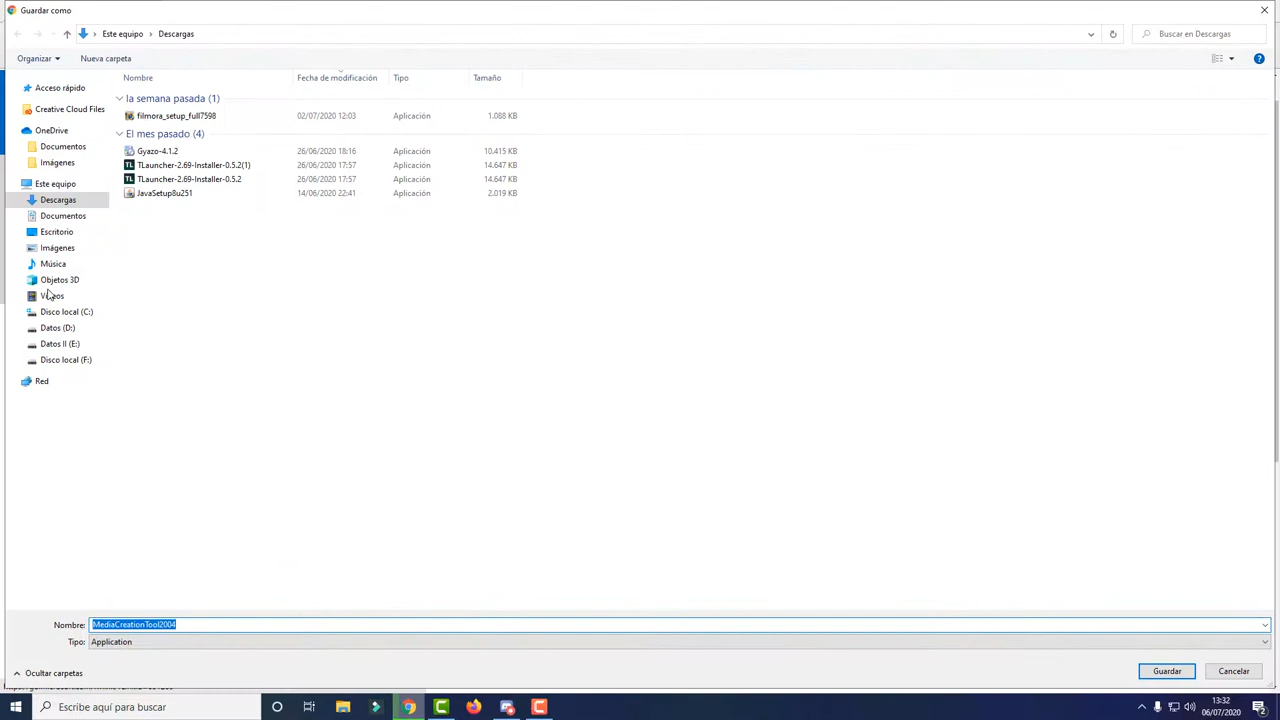 Guardar como
Este equipo > Descargas
Buscar en Descargas
Organizar
Nueva carpeta
Acceso rápido
Creative Cloud Files
OneDrive
Documentos
Imágenes
Este equipo
Descargas
Documentos
Escritorio
Imágenes
Música
Objetos 3D
Disco local (C:)
Datos (D:)
Datos II (E:)
Disco local (F:)
Red
Nombre Fecha de modificación Tipo Tamaño
la semana pasada (1)
filmora_setup_full7598 02/07/2020 12:03 Aplicación 1.088 KB
El mes pasado (4)
Gyazo-4.1.2 26/06/2020 18:16 Aplicación 10.415 KB
TLauncher-2.69-Installer-0.5.2(1) 26/06/2020 17:57 Aplicación 14.647 KB
TLauncher-2.69-Installer-0.5.2 26/06/2020 17:57 Aplicación 14.647 KB
JavaSetup8u251 14/06/2020 22:41 Aplicación 2.019 KB
Nombre: MediaCreationTool2004
Tipo: Application
Ocultar carpetas
Guardar
Cancelar
Escribe aquí para buscar
13:32
06/07/2020
2